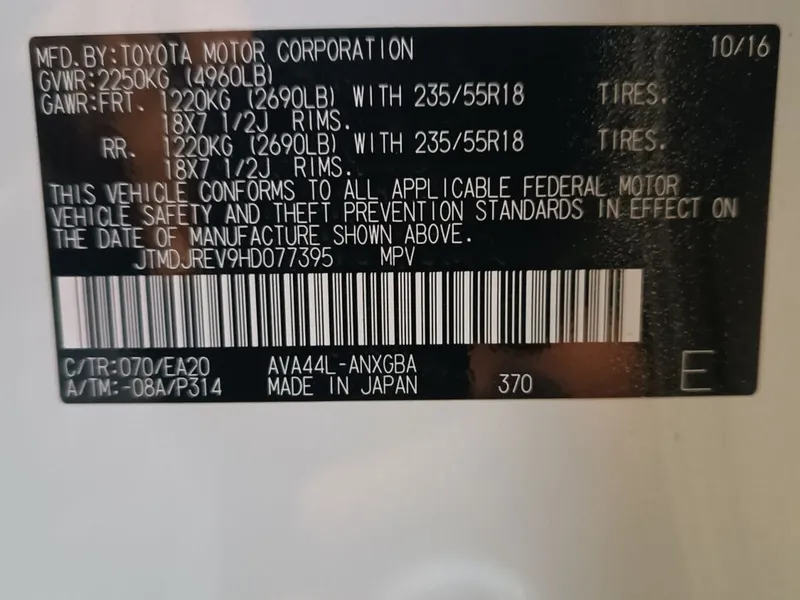 MFD.BY:TOYOTA MOTOR CORPORATION 10/16
GVWR:2250KG (4960LB)
GAWR:FRT. 1220KG (2690LB) WITH 235/55R18 TIRES.
18X7 1/2J RIMS.
RR. 1220KG (2690LB) WITH 235/55R18 TIRES.
18X7 1/2J RIMS.
THIS VEHICLE CONFORMS TO ALL APPLICABLE FEDERAL MOTOR
VEHICLE SAFETY AND THEFT PREVENTION STANDARDS IN EFFECT ON
THE DATE OF MANUFACTURE SHOWN ABOVE.
JTMDJREV9HD077395 MPV
C/TR:070/EA20 AVA44L-ANXGBA
A/TM:-08A/P314 MADE IN JAPAN 370 E